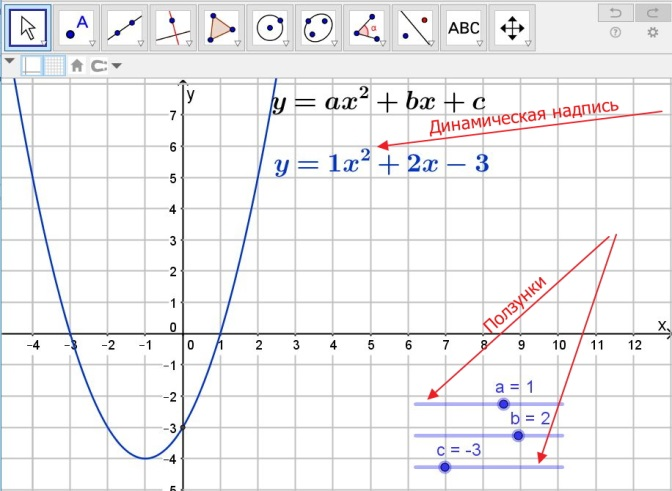 A
α
ABC
y
y = ax² + bx + c
Динамическая надпись
y = 1x² + 2x − 3
7
6
5
4
3
2
1
0
−1
−2
−3
−4
5
−4 −3 −2 −1 0 1 2 3 4 5 6 7 8 9 10 11 12
x
Ползунки
a = 1
b = 2
c = -3